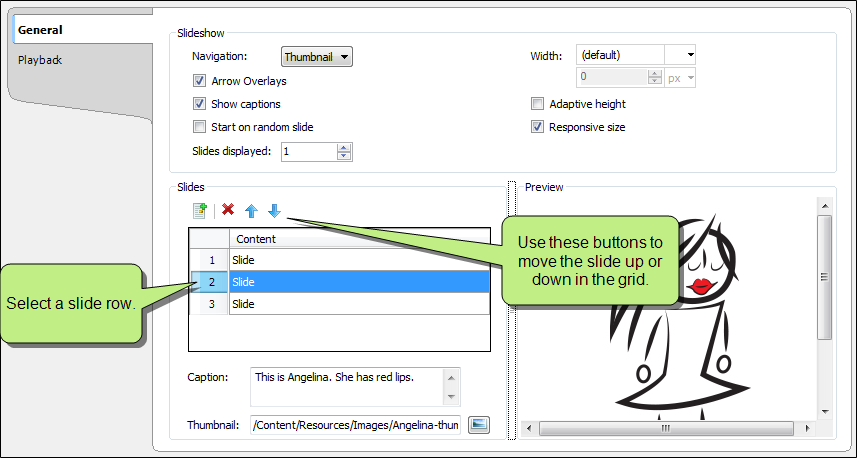 General
Playback
Slideshow
Navigation: Thumbnail
Width: (default)
Arrow Overlays
0 px
Show captions
Adaptive height
Start on random slide
Responsive size
Slides displayed: 1
Slides
Preview
Content
1 Slide
2 Slide
3 Slide
Select a slide row.
Use these buttons to
move the slide up or
down in the grid.
Caption: This is Angelina. She has red lips.
Thumbnail: /Content/Resources/Images/Angelina-thum